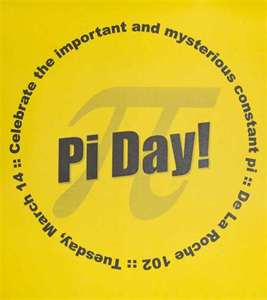 Celebrate the important and mysterious constant pi :: De La Roche 102 :: Tuesday, March 14 ::
Pi Day!
π